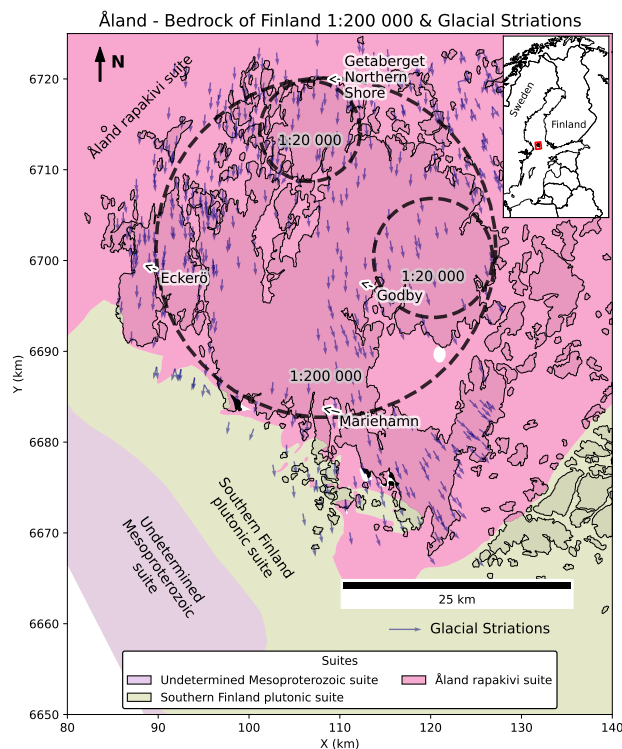 Åland - Bedrock of Finland 1:200 000 & Glacial Striations
N
Åland rapakivi suite
Getaberget
Northern
Shore
Sweden
Finland
1:20 000
1:20 000
Eckerö
Godby
1:200 000
Mariehamn
Southern Finland
plutonic suite
Undetermined
Mesoproterozoic
suite
25 km
Glacial Striations
Suites
Undetermined Mesoproterozoic suite
Southern Finland plutonic suite
Åland rapakivi suite
6720
6710
6700
6690
6680
6670
6660
6650
Y (km)
80
90
100
110
120
130
140
X (km)